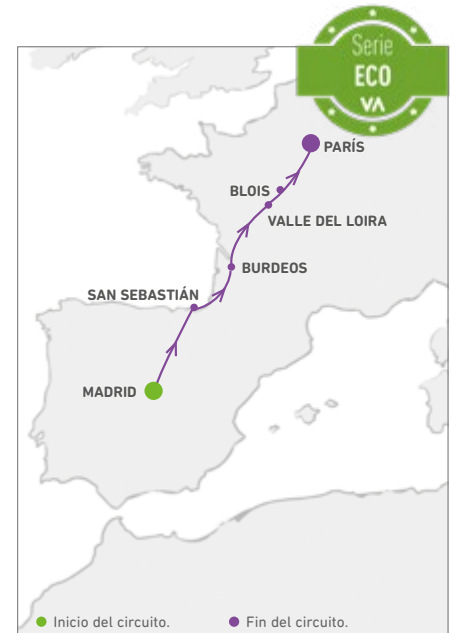 Serie
ECO
VA
PARÍS
BLOIS
VALLE DEL LOIRA
BURDEOS
SAN SEBASTIÁN
MADRID
Inicio del circuito.
Fin del circuito.